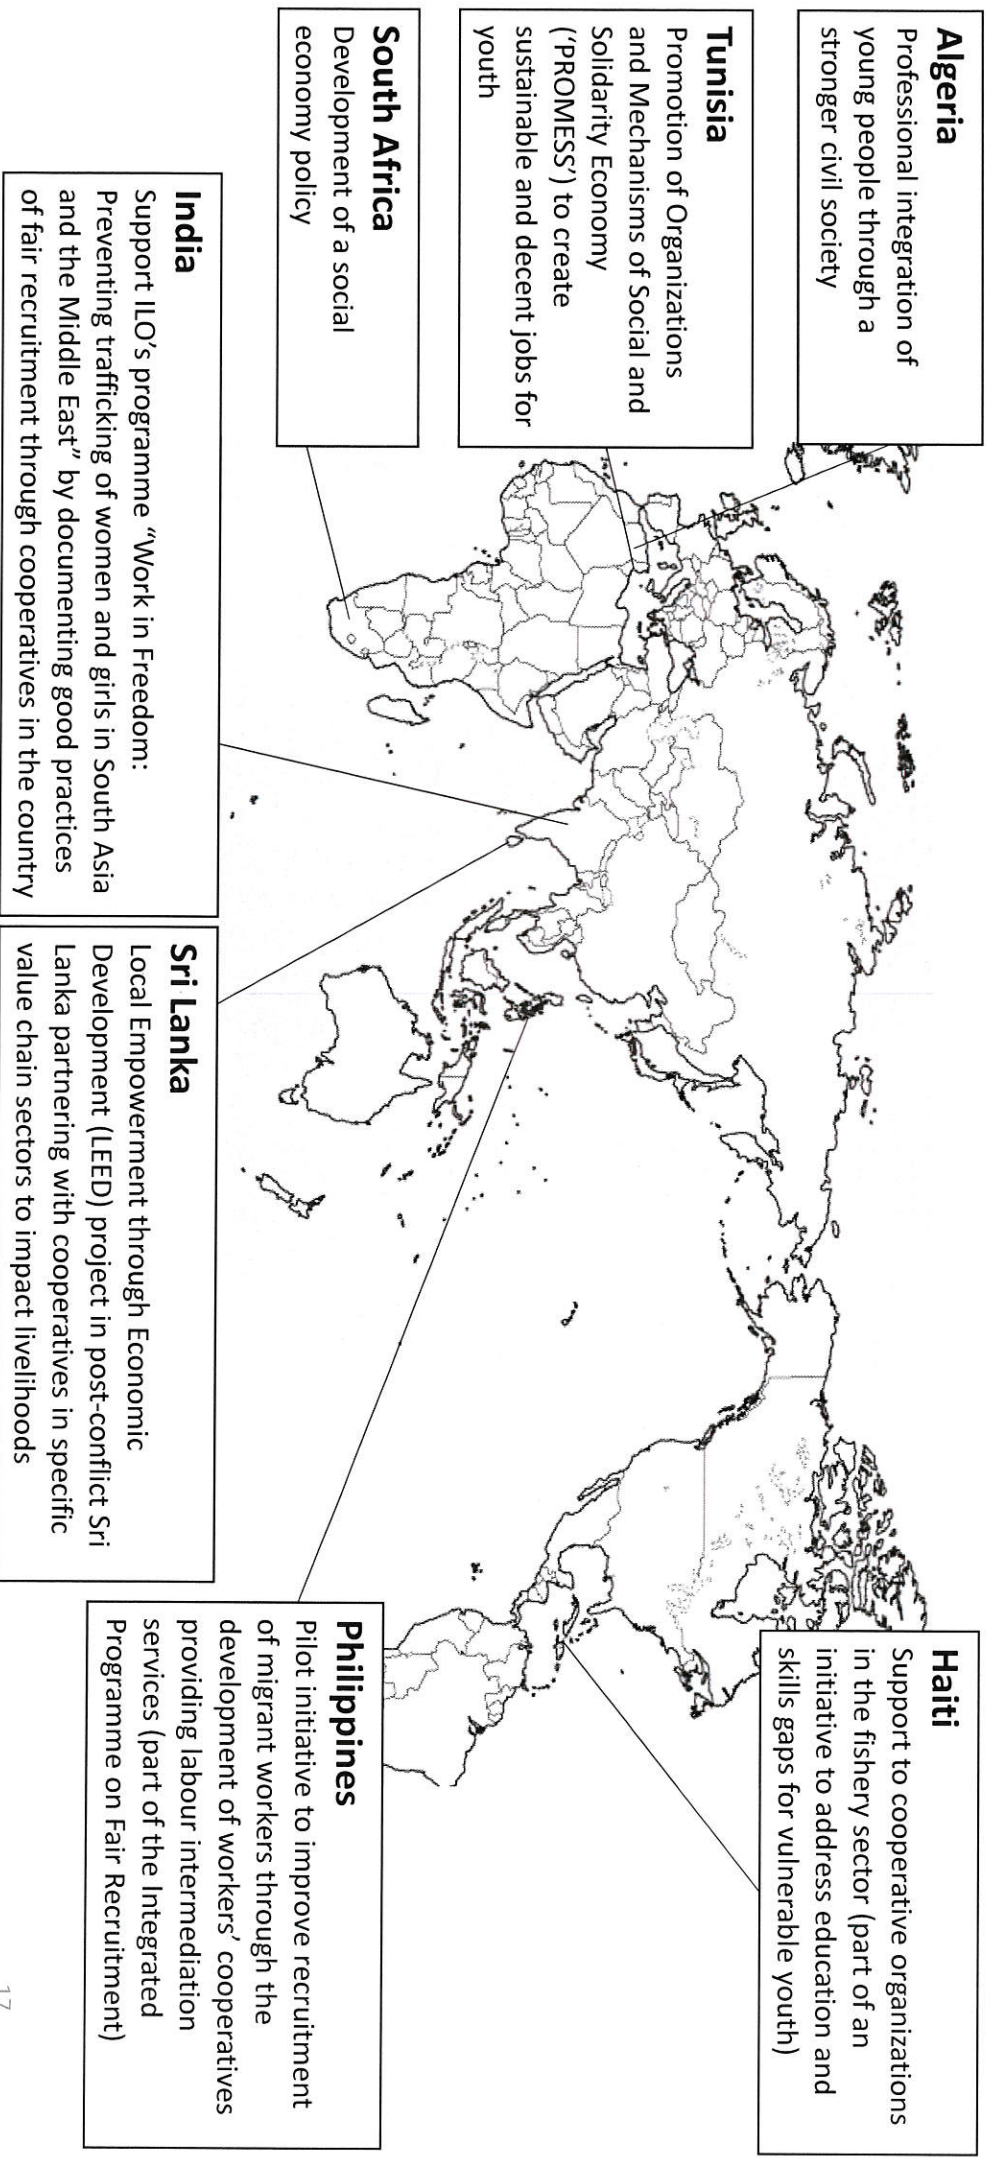 Algeria
Professional integration of
young people through a
stronger civil society
Tunisia
Promotion of Organizations
and Mechanisms of Social and
Solidarity Economy
('PROMESS') to create
sustainable and decent jobs for
youth
South Africa
Development of a social
economy policy
India
Support ILO's programme "Work in Freedom:
Preventing trafficking of women and girls in South Asia
and the Middle East" by documenting good practices
of fair recruitment through cooperatives in the country
Sri Lanka
Local Empowerment through Economic
Development (LEED) project in post-conflict Sri
Lanka partnering with cooperatives in specific
value chain sectors to impact livelihoods
Haiti
Support to cooperative organizations
in the fishery sector (part of an
initiative to address education and
skills gaps for vulnerable youth)
Philippines
Pilot initiative to improve recruitment
of migrant workers through the
development of workers' cooperatives
providing labour intermediation
services (part of the Integrated
Programme on Fair Recruitment)
17